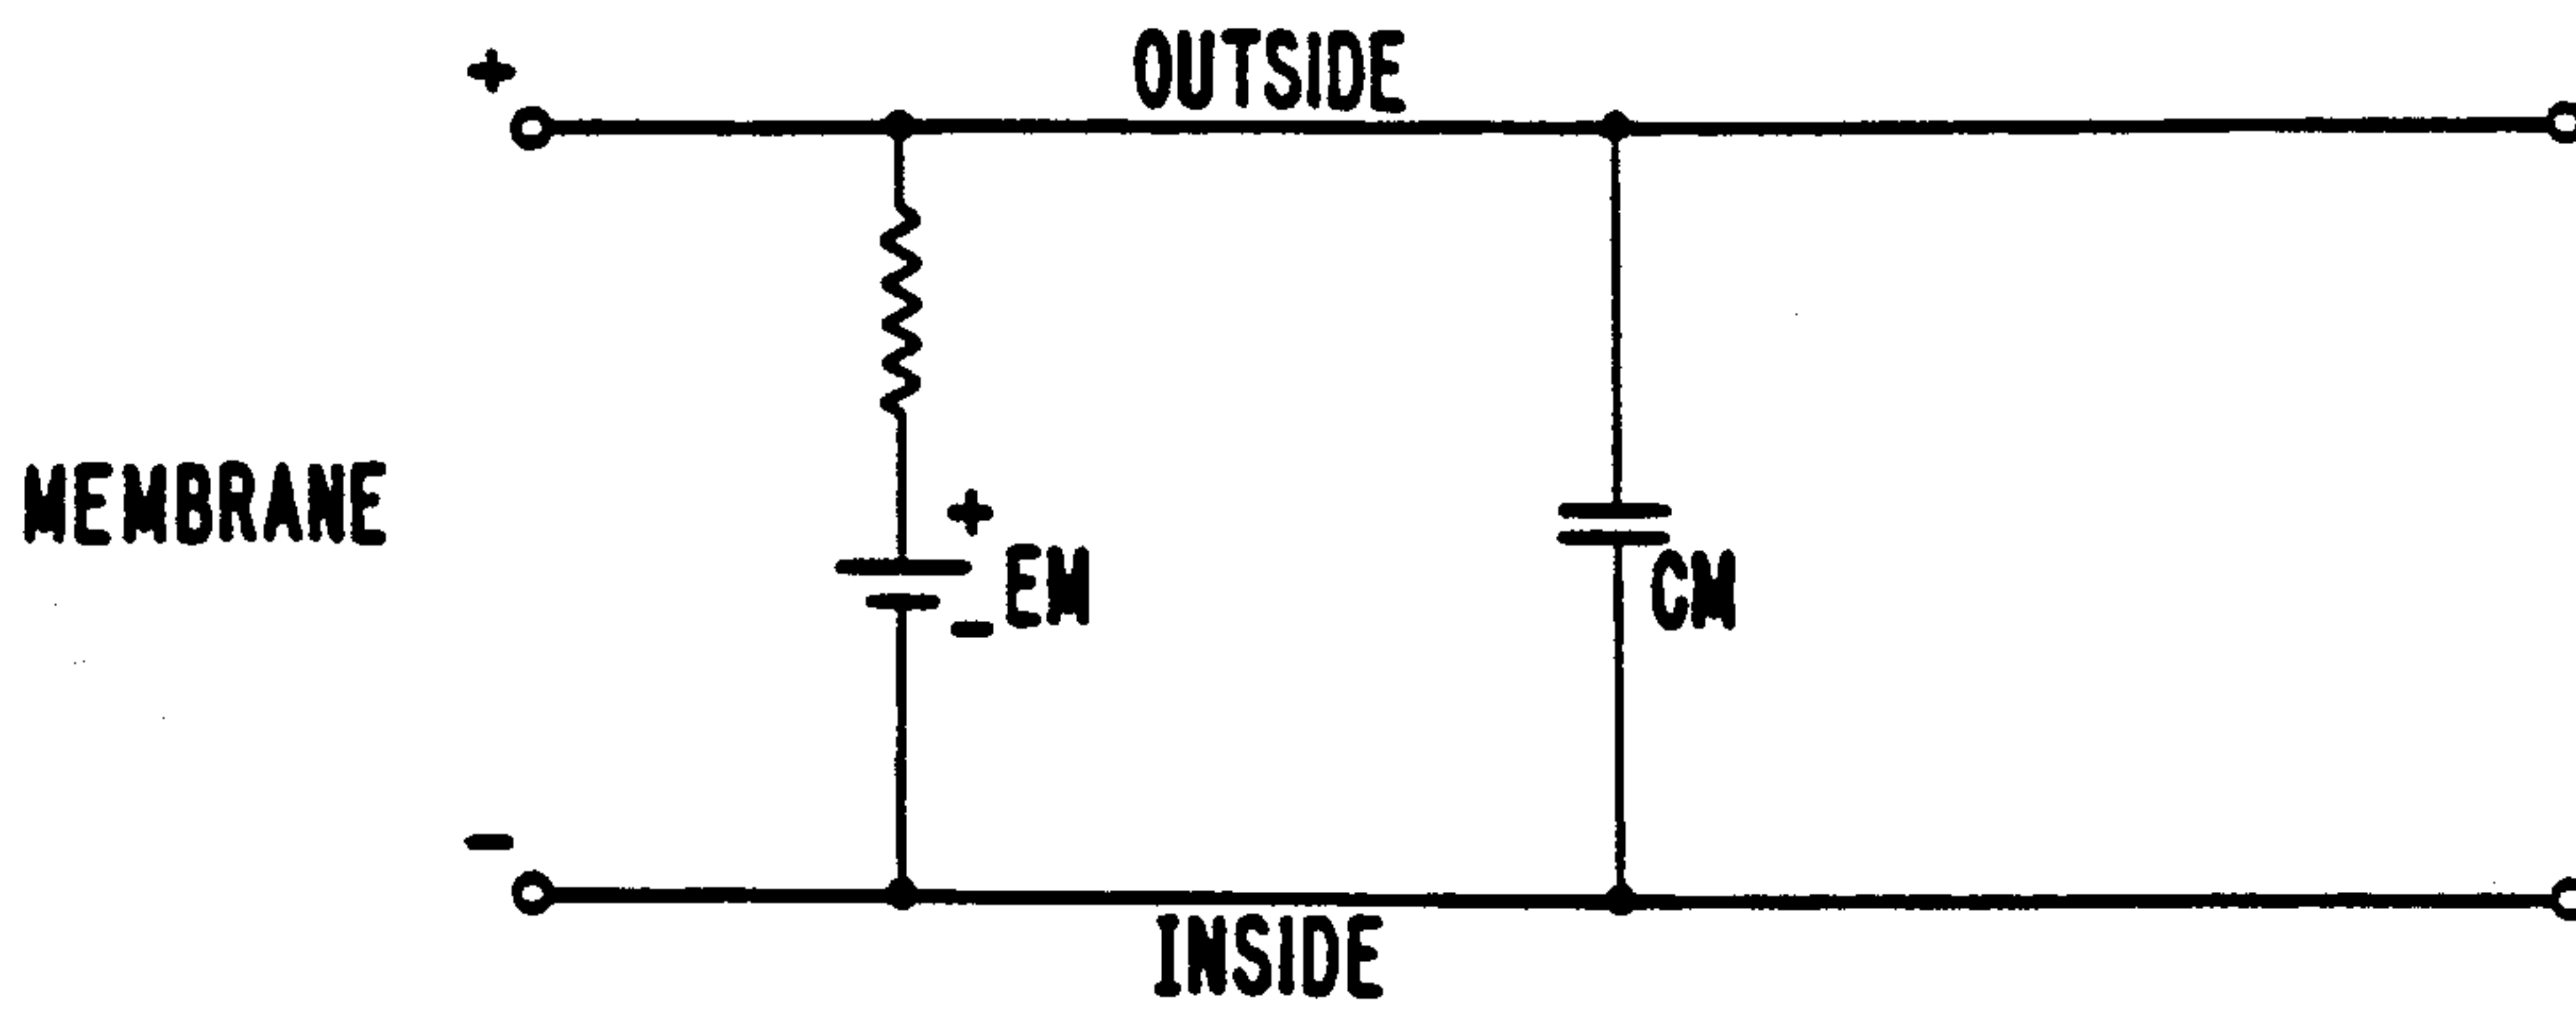 OUTSIDE
+
MEMBRANE
+
EM
-
CM
-
INSIDE